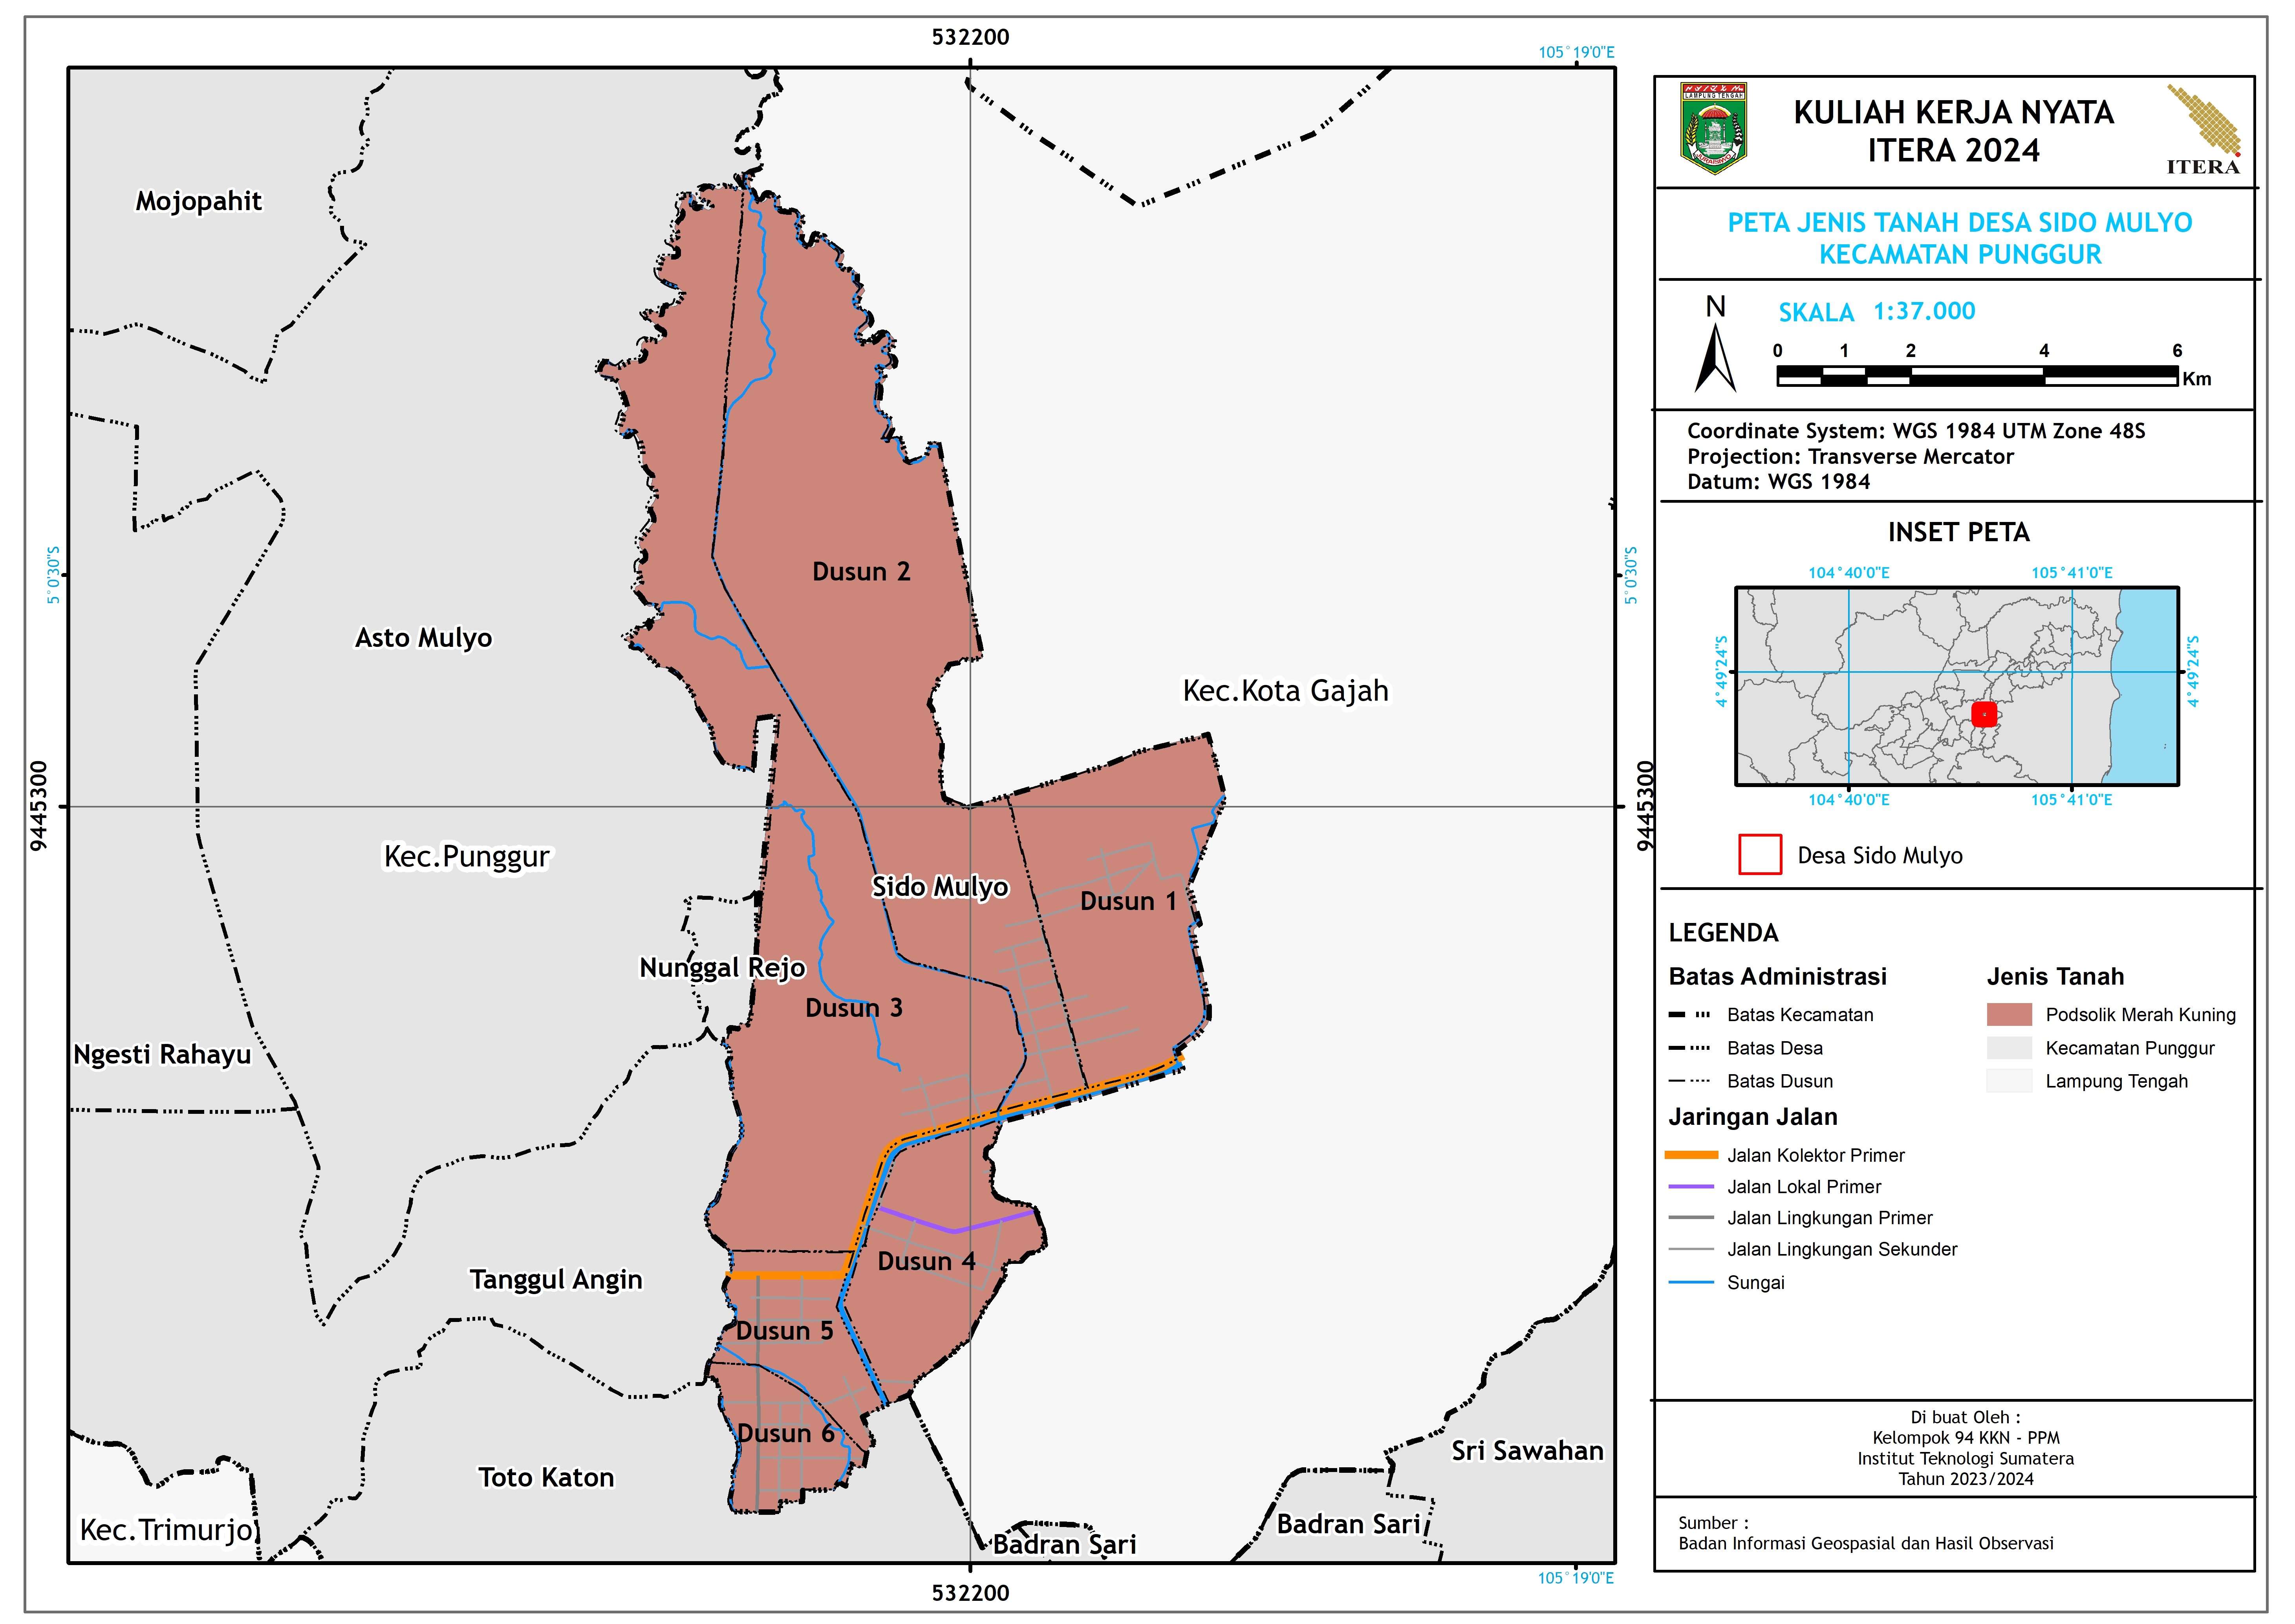 532200
105°19'0"E
Mojopahit
Dusun 2
5°0'30"S
5°0'30"S
Asto Mulyo
Kec.Kota Gajah
9445300
9445300
Kec.Punggur
Sido Mulyo
Dusun 1
Nunggal Rejo
Dusun 3
Ngesti Rahayu
Dusun 4
Tanggul Angin
Dusun 5
Dusun 6
Sri Sawahan
Toto Katon
Kec.Trimurjo
Badran Sari
Badran Sari
532200
105°19'0"E
LAMPUNG TENGAH
KULIAH KERJA NYATA
ITERA 2024
ITERA
PETA JENIS TANAH DESA SIDO MULYO
KECAMATAN PUNGGUR
N
SKALA 1:37.000
0 1 2 4 6
Km
Coordinate System: WGS 1984 UTM Zone 48S
Projection: Transverse Mercator
Datum: WGS 1984
INSET PETA
104°40'0"E 105°41'0"E
4°49'24"S 4°49'24"S
104°40'0"E 105°41'0"E
Desa Sido Mulyo
LEGENDA
Batas Administrasi
Batas Kecamatan
Batas Desa
Batas Dusun
Jaringan Jalan
Jalan Kolektor Primer
Jalan Lokal Primer
Jalan Lingkungan Primer
Jalan Lingkungan Sekunder
Sungai
Jenis Tanah
Podsolik Merah Kuning
Kecamatan Punggur
Lampung Tengah
Di buat Oleh :
Kelompok 94 KKN - PPM
Institut Teknologi Sumatera
Tahun 2023/2024
Sumber :
Badan Informasi Geospasial dan Hasil Observasi